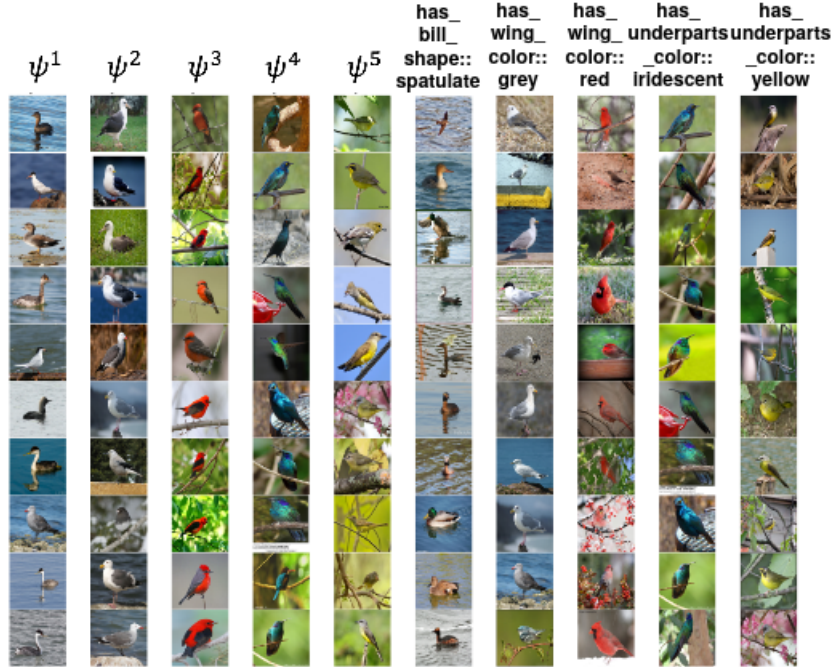 ψ¹ ψ² ψ³ ψ⁴ ψ⁵
has_
bill_
shape::
spatulate
has_
wing_
color::
grey
has_
wing_
color::
red
has_
underparts
_color::
iridescent
has_
underparts
_color::
yellow